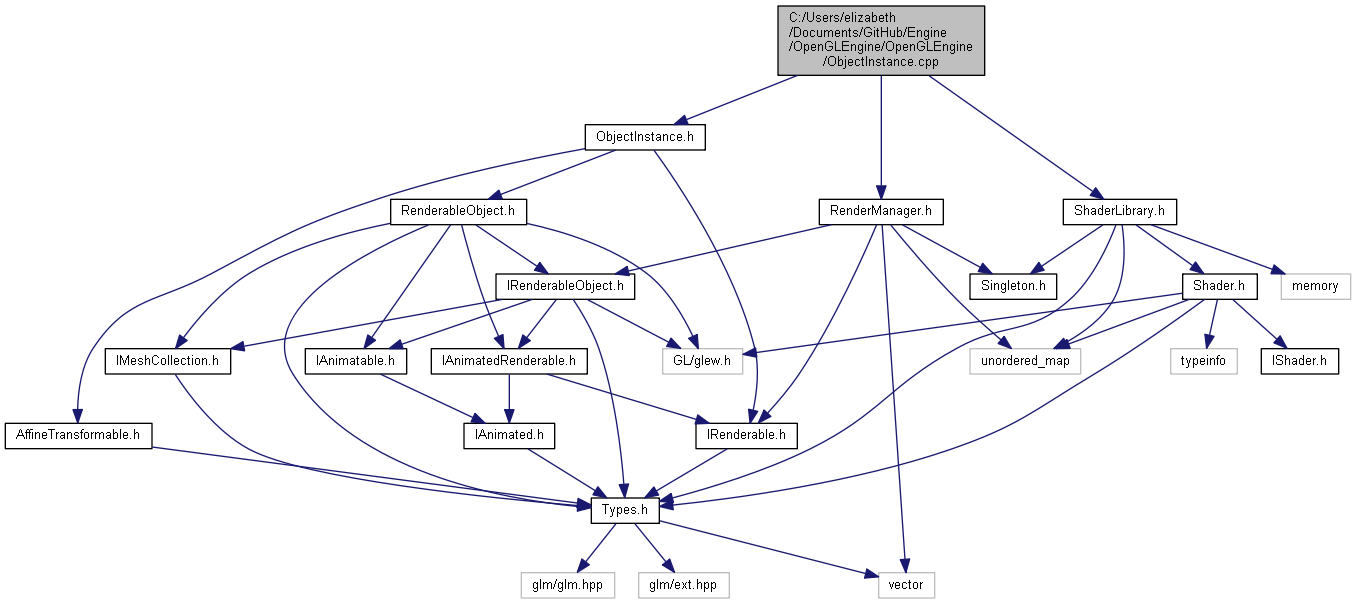 C:/Users/elizabeth
/Documents/GitHub/Engine
/OpenGLEngine/OpenGLEngine
/ObjectInstance.cpp
ObjectInstance.h
RenderableObject.h
RenderManager.h
ShaderLibrary.h
IRenderableObject.h
Singleton.h
Shader.h
memory
IMeshCollection.h
IAnimatable.h
IAnimatedRenderable.h
GL/glew.h
unordered_map
typeinfo
IShader.h
AffineTransformable.h
IAnimated.h
IRenderable.h
Types.h
glm/glm.hpp
glm/ext.hpp
vector